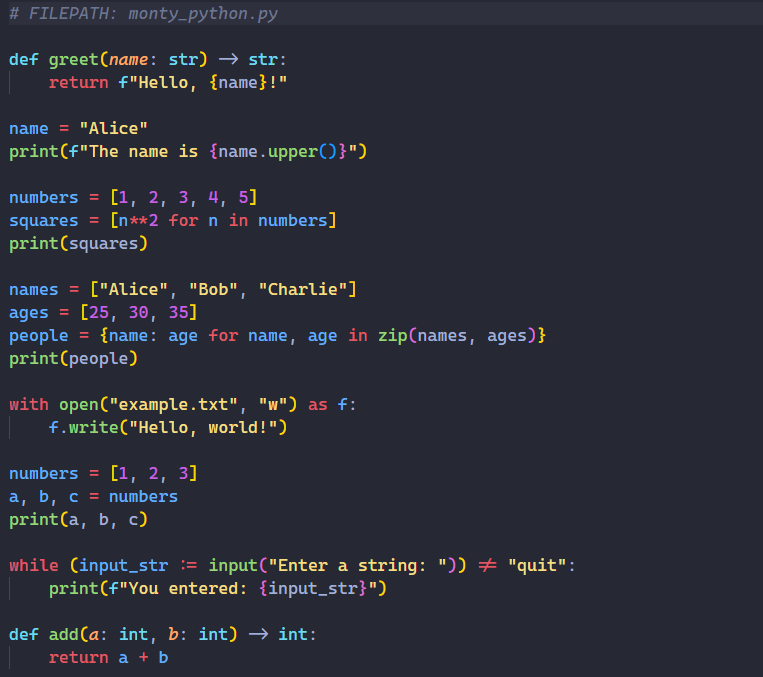 # FILEPATH: monty_python.py

def greet(name: str) -> str:
    return f"Hello, {name}!"

name = "Alice"
print(f"The name is {name.upper()}")

numbers = [1, 2, 3, 4, 5]
squares = [n**2 for n in numbers]
print(squares)

names = ["Alice", "Bob", "Charlie"]
ages = [25, 30, 35]
people = {name: age for name, age in zip(names, ages)}
print(people)

with open("example.txt", "w") as f:
    f.write("Hello, world!")

numbers = [1, 2, 3]
a, b, c = numbers
print(a, b, c)

while (input_str := input("Enter a string: ")) != "quit":
    print(f"You entered: {input_str}")

def add(a: int, b: int) -> int:
    return a + b